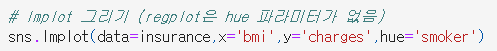 # lmplot 그리기 (regplot은 hue 파라미터가 없음)
sns.lmplot(data=insurance,x='bmi',y='charges',hue='smoker')